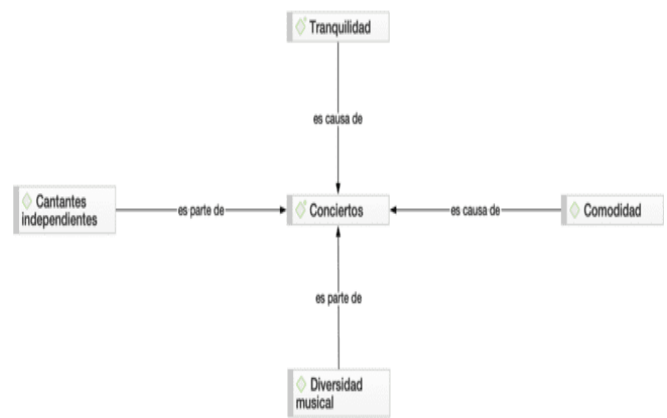 Tranquilidad
es causa de
Cantantes
independientes
es parte de
Conciertos
es causa de
Comodidad
es parte de
Diversidad
musical